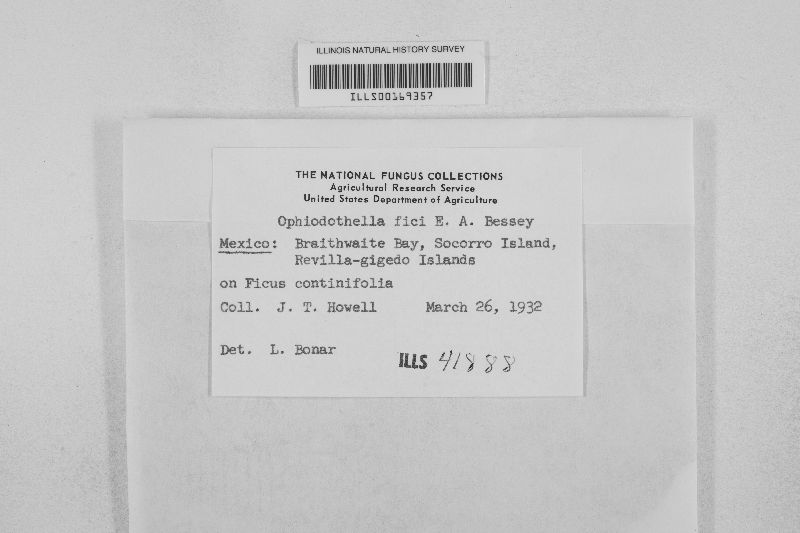 ILLINOIS NATURAL HISTORY SURVEY
ILLS00169357
THE NATIONAL FUNGUS COLLECTIONS
Agricultural Research Service
United States Department of Agriculture
Ophiodothella fici E. A. Bessey
Mexico: Braithwaite Bay, Socorro Island,
Revilla-gigedo Islands
on Ficus continifolia
Coll. J. T. Howell March 26, 1932
Det. L. Bonar
ILLS 41888